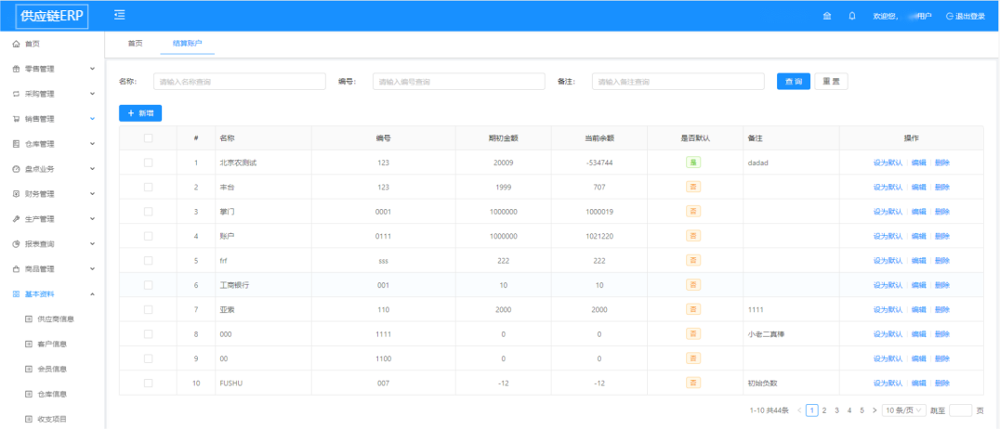 供应链ERP
欢迎您, 用户 退出登录
首页
零售管理
采购管理
销售管理
仓库管理
盘点业务
财务管理
生产管理
报表查询
商品管理
基本资料
供应商信息
客户信息
会员信息
仓库信息
收支项目
首页 结算账户
名称: 请输入名称查询 编号: 请输入编号查询 备注: 请输入备注查询 查询 重置
+ 新增
# 名称 编号 期初金额 当前余额 是否默认 备注 操作
1 北京农测试 123 20009 -534744 是 dadad 设为默认 编辑 删除
2 丰台 123 1999 707 否 设为默认 编辑 删除
3 掌门 0001 1000000 1000019 否 设为默认 编辑 删除
4 账户 0111 1000000 1021220 否 设为默认 编辑 删除
5 frf sss 222 222 否 设为默认 编辑 删除
6 工商银行 001 10 10 否 设为默认 编辑 删除
7 亚索 110 2000 2000 否 1111 设为默认 编辑 删除
8 000 1111 0 0 否 小老二真棒 设为默认 编辑 删除
9 00 1100 0 0 否 设为默认 编辑 删除
10 FUSHU 007 -12 -12 否 初始负数 设为默认 编辑 删除
1-10 共44条 < 1 2 3 4 5 > 10 条/页 跳至 页